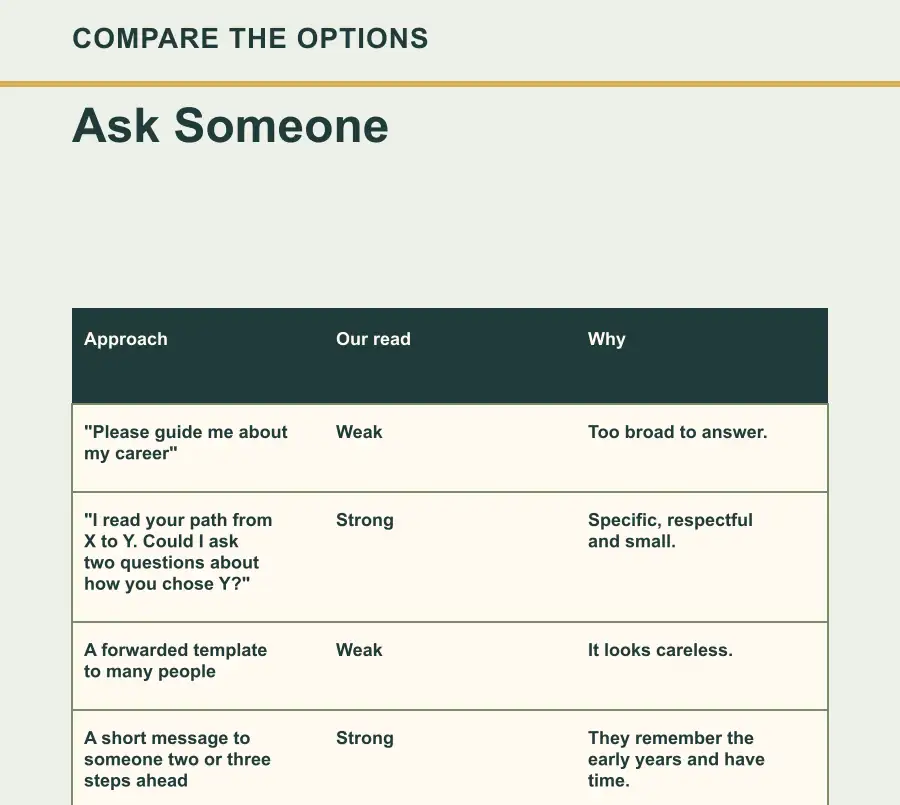 COMPARE THE OPTIONS
Ask Someone
Approach
Our read
Why
"Please guide me about
my career"
Weak
Too broad to answer.
"I read your path from
X to Y. Could I ask
two questions about
how you chose Y?"
Strong
Specific, respectful
and small.
A forwarded template
to many people
Weak
It looks careless.
A short message to
someone two or three
steps ahead
Strong
They remember the
early years and have
time.